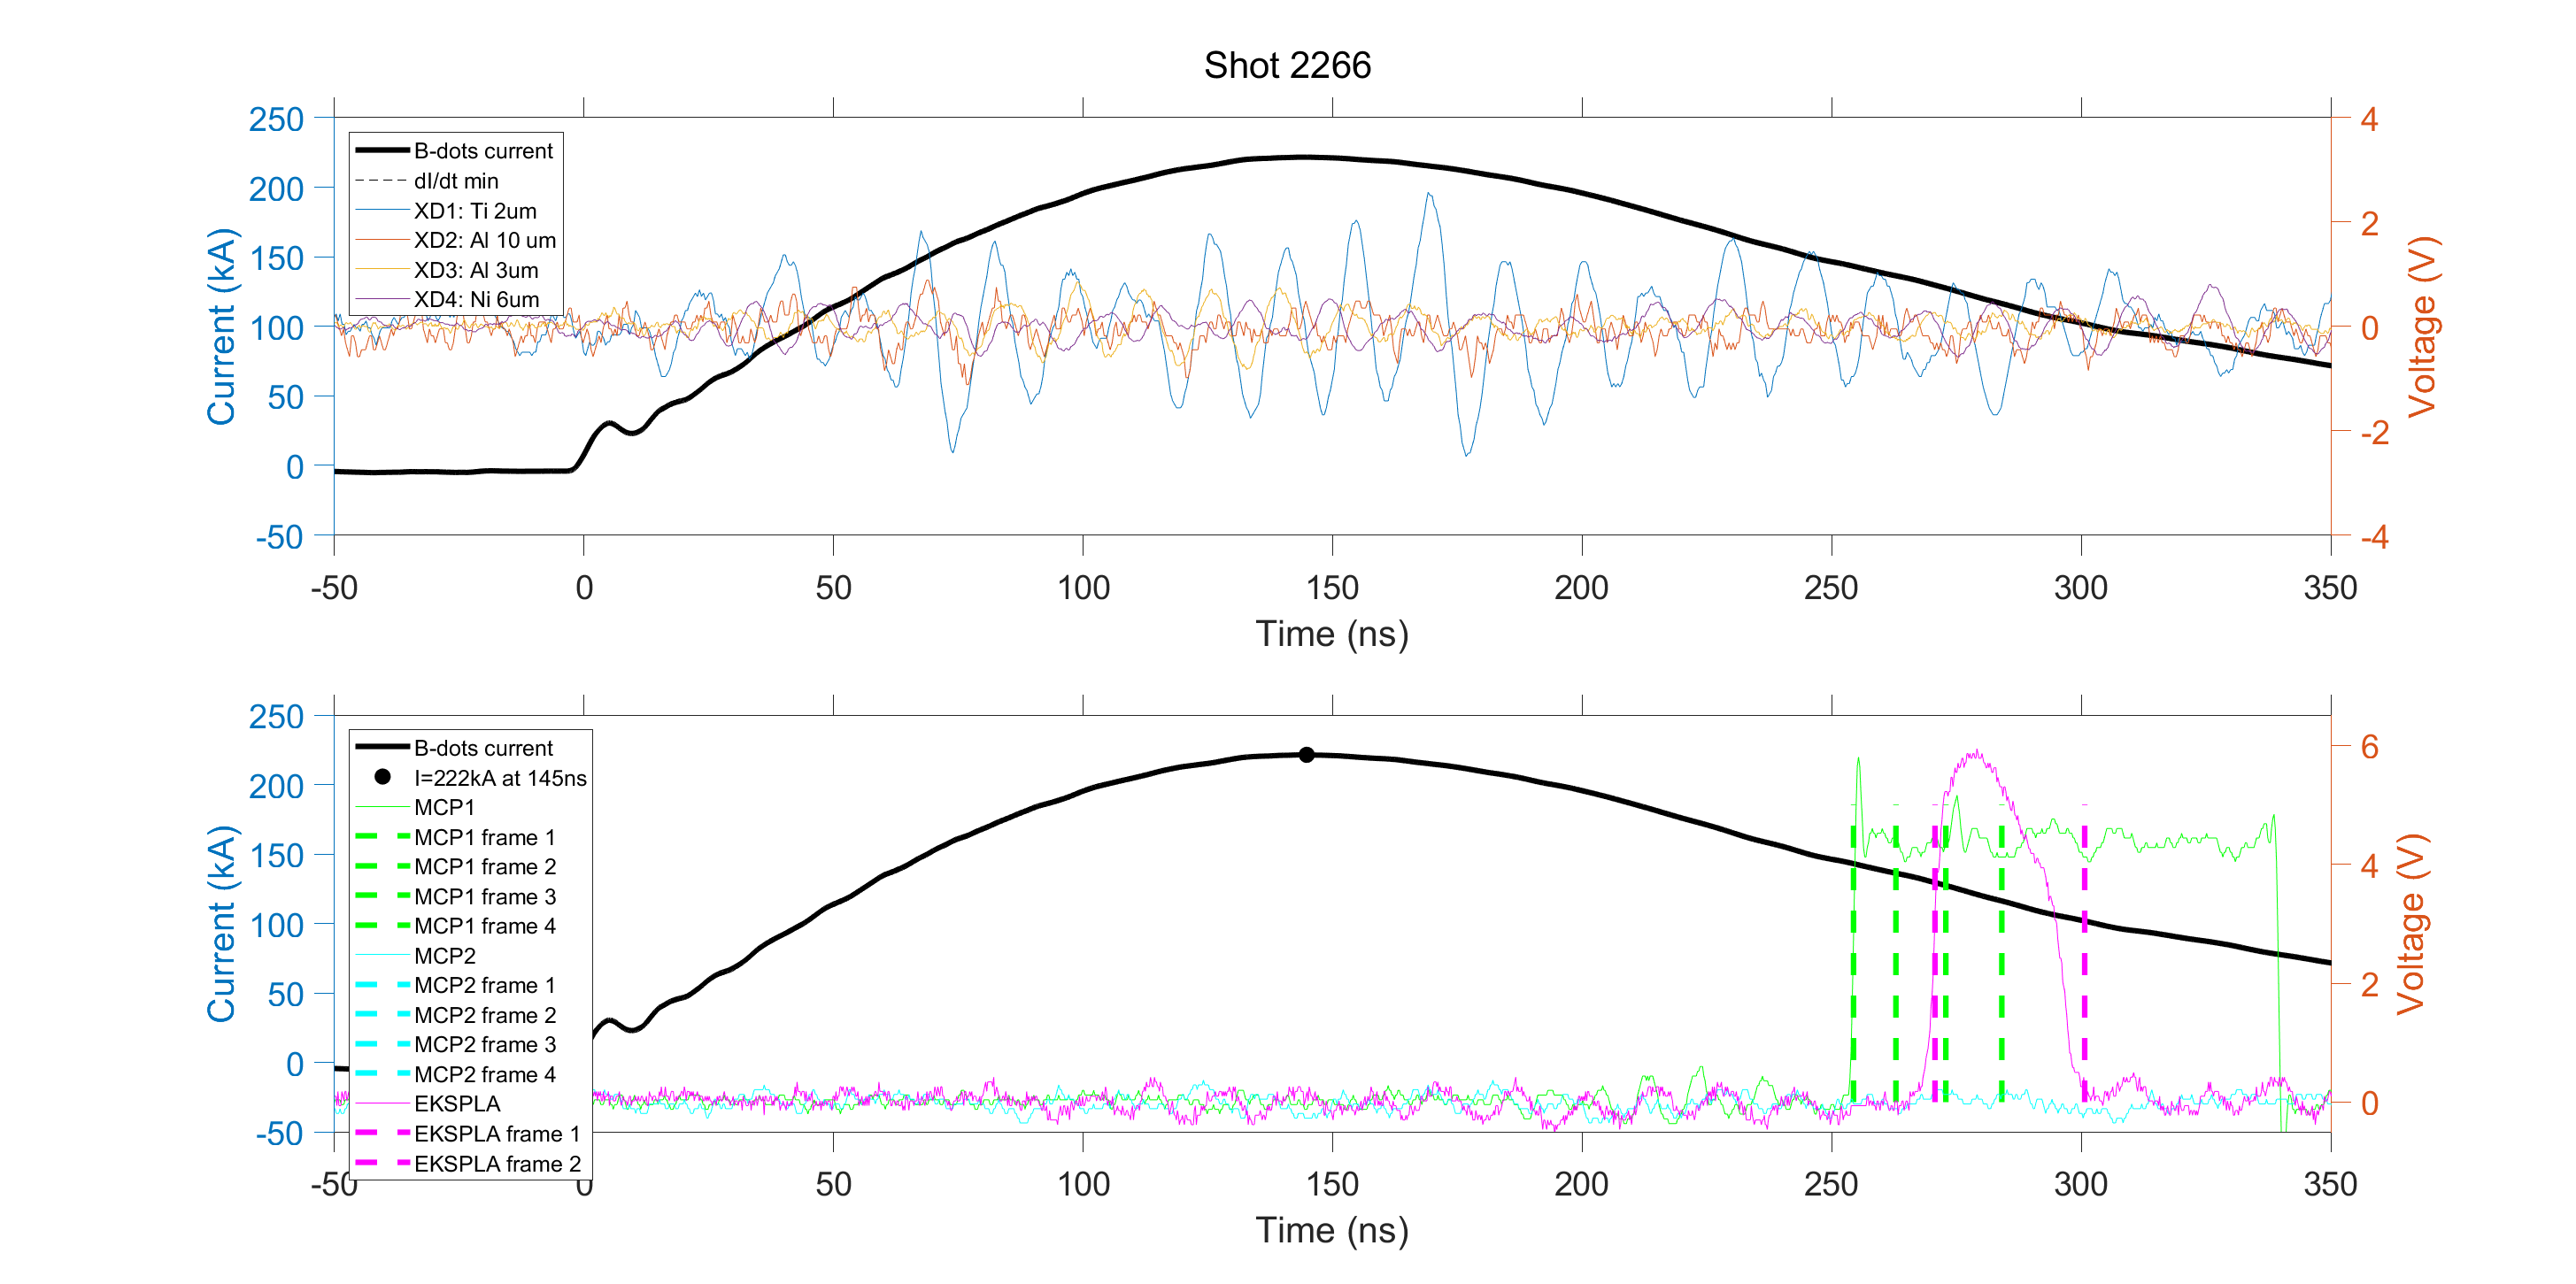 Shot 2266
250
200
150
100
50
0
-50
Current (kA)
B-dots current
dI/dt min
XD1: Ti 2um
XD2: Al 10 um
XD3: Al 3um
XD4: Ni 6um
4
2
0
-2
-4
Voltage (V)
-50 0 50 100 150 200 250 300 350
Time (ns)
250
200
150
100
50
0
-50
Current (kA)
B-dots current
I=222kA at 145ns
MCP1
MCP1 frame 1
MCP1 frame 2
MCP1 frame 3
MCP1 frame 4
MCP2
MCP2 frame 1
MCP2 frame 2
MCP2 frame 3
MCP2 frame 4
EKSPLA
EKSPLA frame 1
EKSPLA frame 2
6
4
2
0
Voltage (V)
-50 0 50 100 150 200 250 300 350
Time (ns)